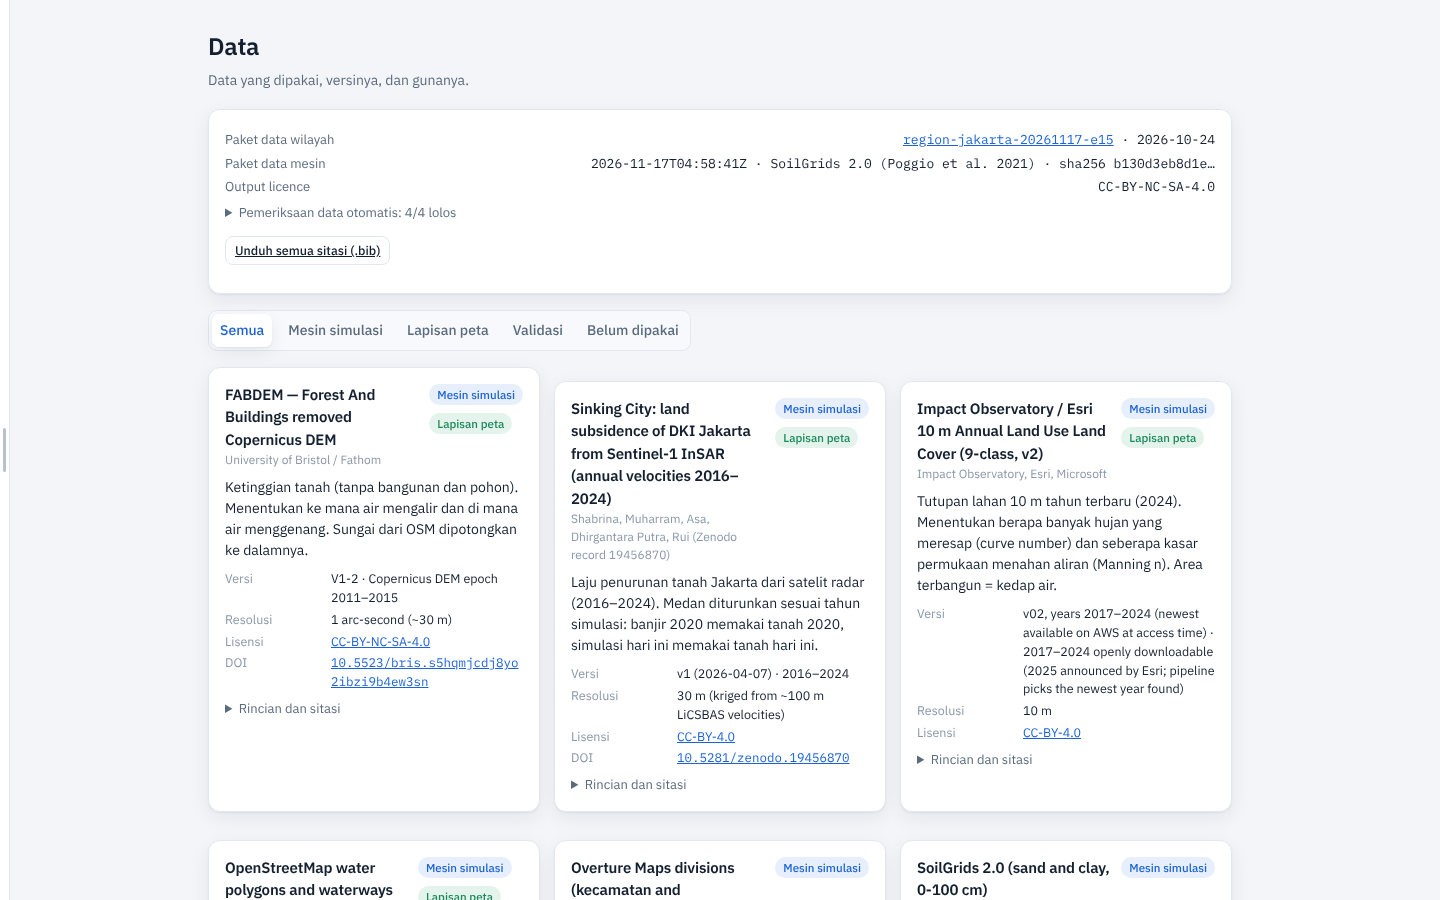 Data
Data yang dipakai, versinya, dan gunanya.
Paket data wilayah
region-jakarta-20261117-e15 · 2026-10-24
Paket data mesin
2026-11-17T04:58:41Z · SoilGrids 2.0 (Poggio et al. 2021) · sha256 b130d3eb8d1e…
Output licence
CC-BY-NC-SA-4.0
Pemeriksaan data otomatis: 4/4 lolos
Unduh semua sitasi (.bib)
Semua
Mesin simulasi
Lapisan peta
Validasi
Belum dipakai
FABDEM — Forest And
Buildings removed
Copernicus DEM
University of Bristol / Fathom
Mesin simulasi
Lapisan peta
Ketinggian tanah (tanpa bangunan dan pohon).
Menentukan ke mana air mengalir dan di mana
air menggenang. Sungai dari OSM dipotongkan
ke dalamnya.
Versi
V1-2 · Copernicus DEM epoch
2011–2015
Resolusi
1 arc-second (~30 m)
Lisensi
CC-BY-NC-SA-4.0
DOI
10.5523/bris.s5hqmjcdj8yo
2ibzi9b4ew3sn
Rincian dan sitasi
Sinking City: land
subsidence of DKI Jakarta
from Sentinel-1 InSAR
(annual velocities 2016–
2024)
Shabrina, Muharram, Asa,
Dhirgantara Putra, Rui (Zenodo
record 19456870)
Mesin simulasi
Lapisan peta
Laju penurunan tanah Jakarta dari satelit radar
(2016–2024). Medan diturunkan sesuai tahun
simulasi: banjir 2020 memakai tanah 2020,
simulasi hari ini memakai tanah hari ini.
Versi
v1 (2026-04-07) · 2016–2024
Resolusi
30 m (kriged from ~100 m
LiCSBAS velocities)
Lisensi
CC-BY-4.0
DOI
10.5281/zenodo.19456870
Rincian dan sitasi
Impact Observatory / Esri
10 m Annual Land Use Land
Cover (9-class, v2)
Impact Observatory, Esri, Microsoft
Mesin simulasi
Lapisan peta
Tutupan lahan 10 m tahun terbaru (2024).
Menentukan berapa banyak hujan yang
meresap (curve number) dan seberapa kasar
permukaan menahan aliran (Manning n). Area
terbangun = kedap air.
Versi
v02, years 2017–2024 (newest
available on AWS at access time) ·
2017–2024 openly downloadable
(2025 announced by Esri; pipeline
picks the newest year found)
Resolusi
10 m
Lisensi
CC-BY-4.0
Rincian dan sitasi
OpenStreetMap water
polygons and waterways
Mesin simulasi
Lapisan peta
Overture Maps divisions
(kecamatan and
Mesin simulasi
SoilGrids 2.0 (sand and clay,
0-100 cm)
Mesin simulasi